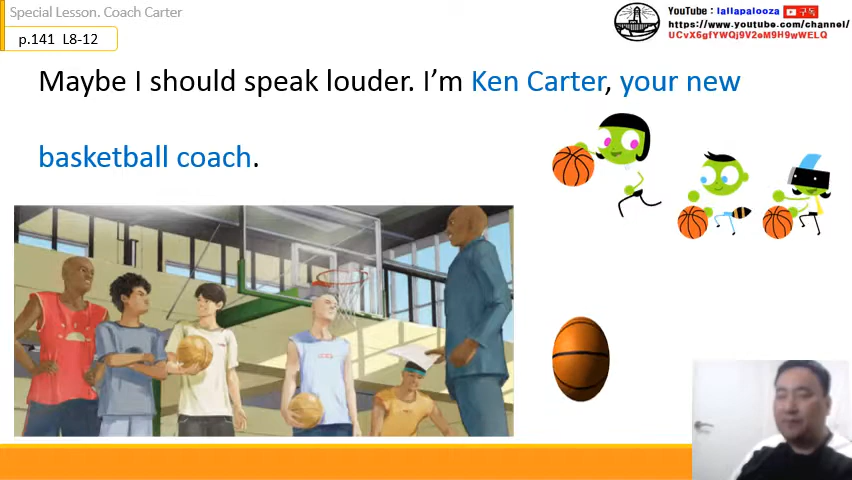 Special Lesson. Coach Carter
p.141 L8-12
YouTube : lallapalooza 구독
https://www.youtube.com/channel/
UCvX6gfYWQj9V2eM9H9wWELQ
Maybe I should speak louder. I’m Ken Carter, your new
basketball coach.